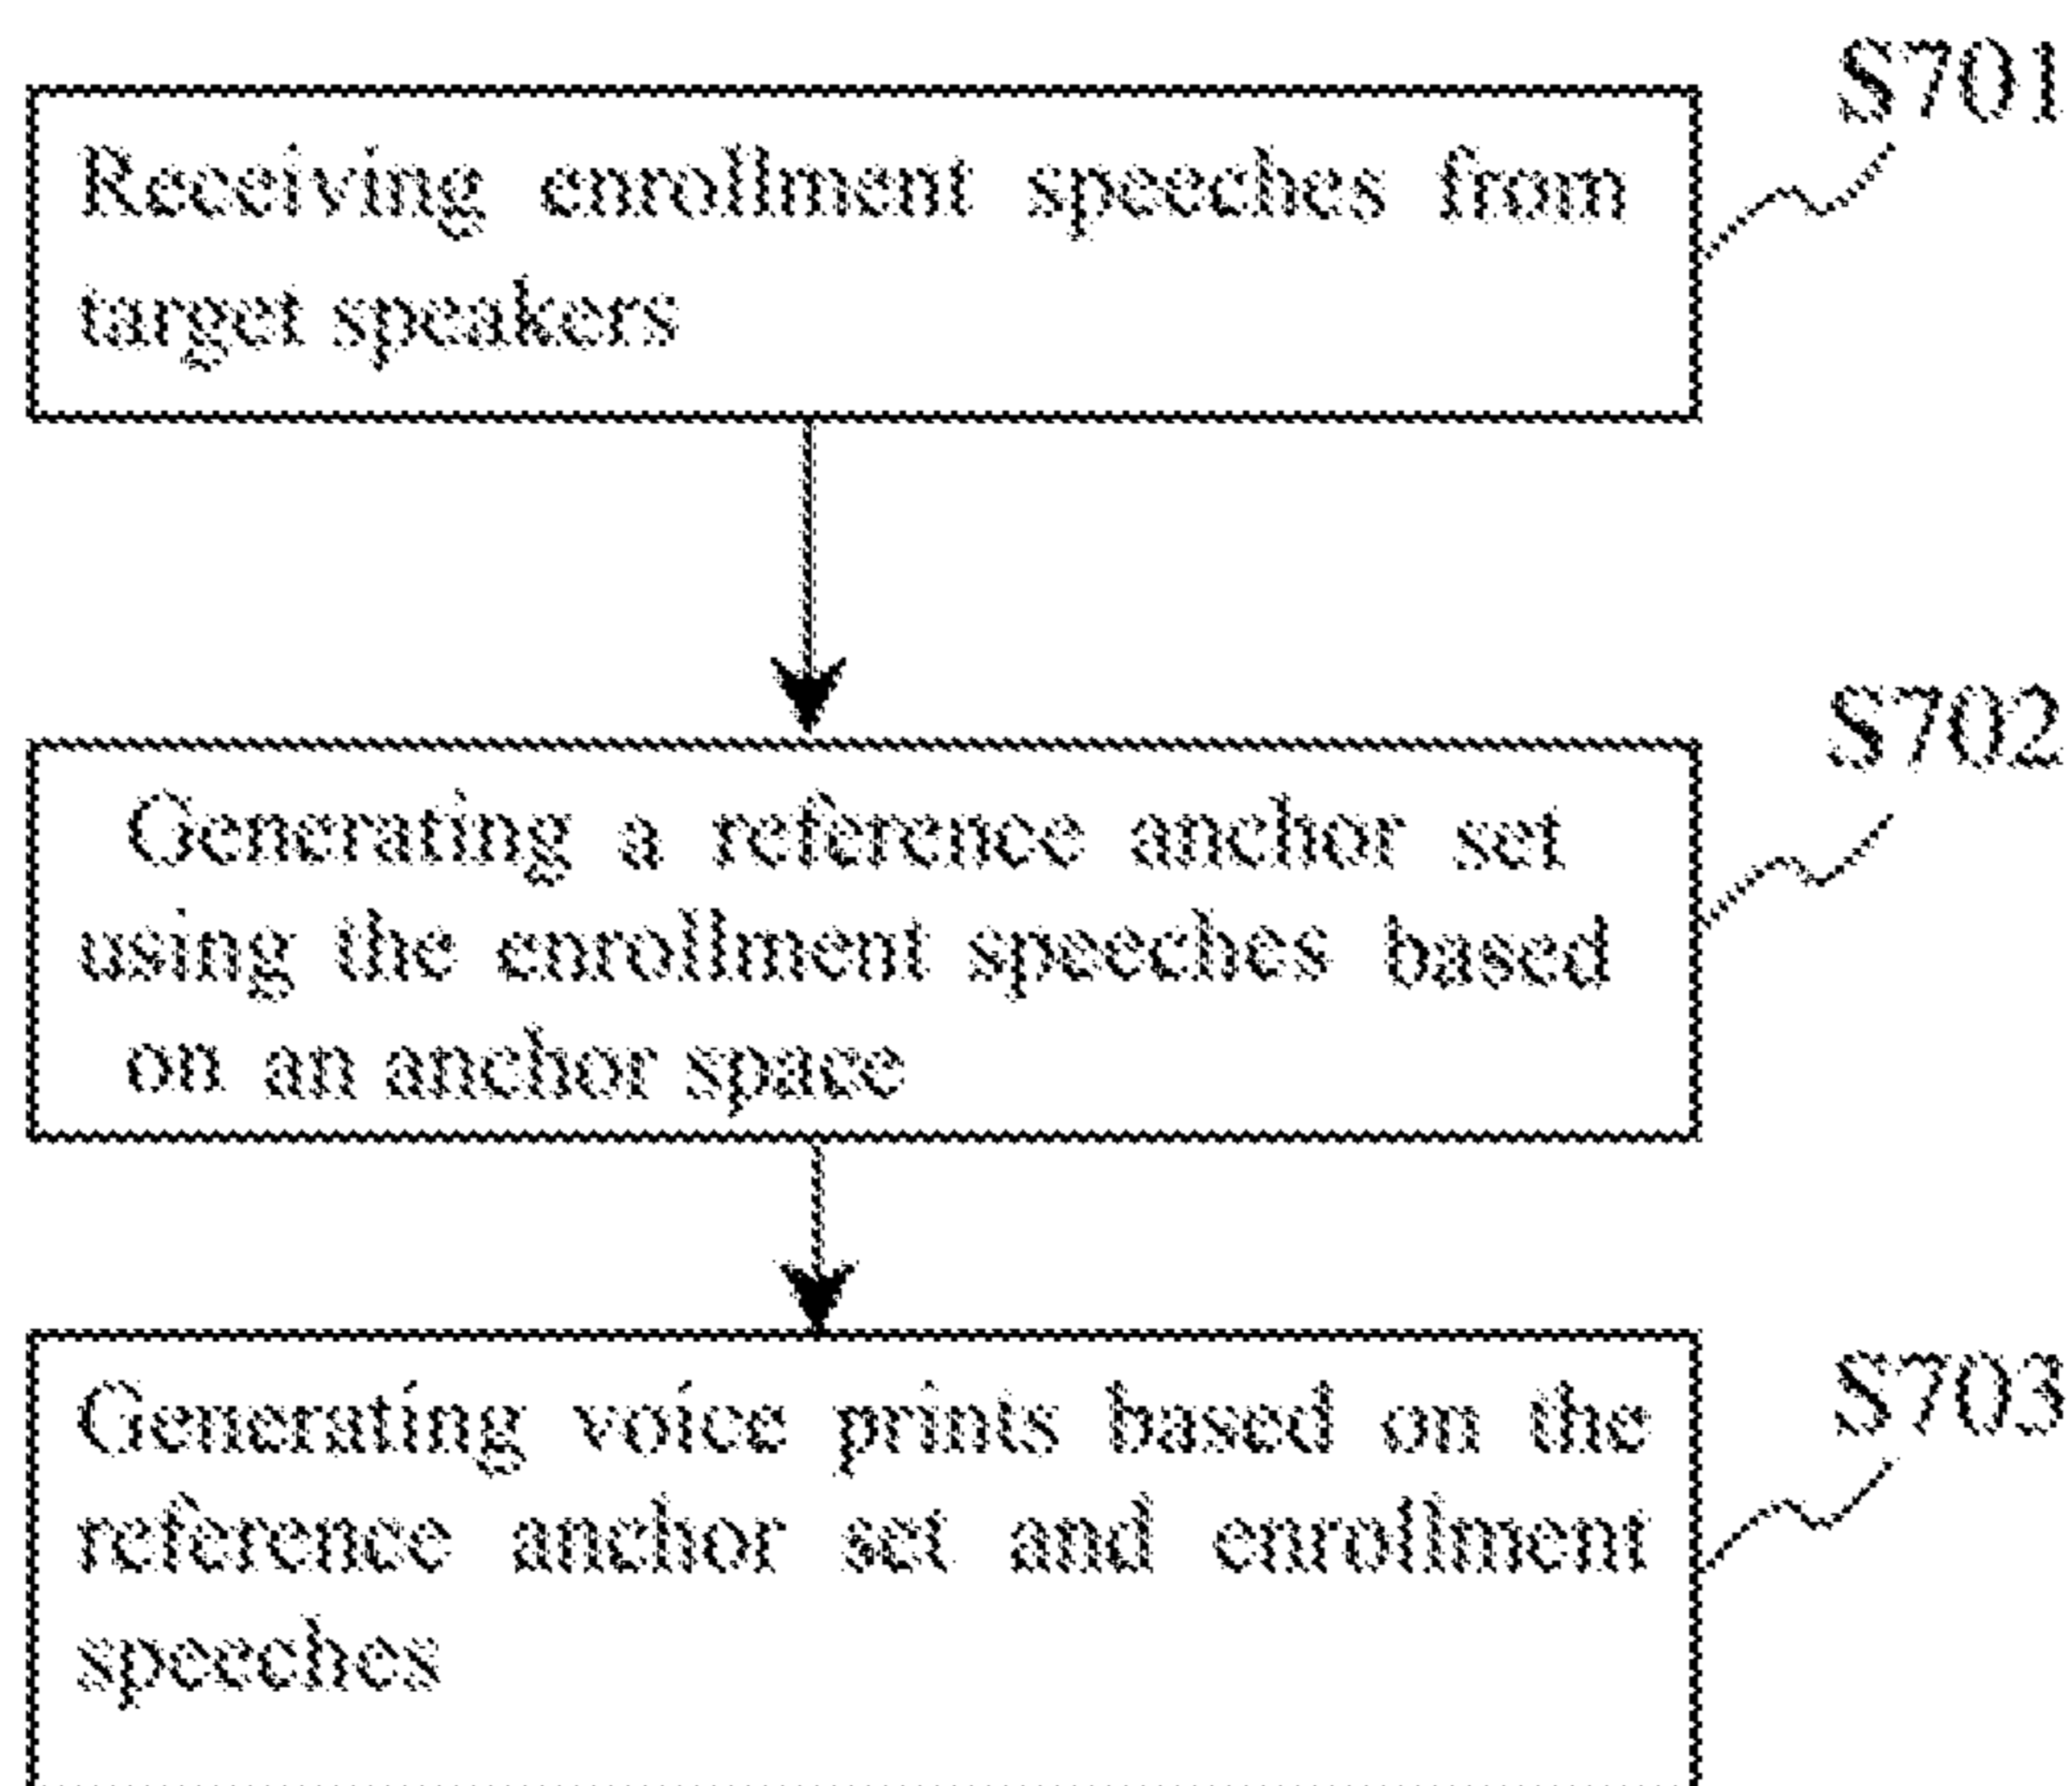 S701
Receiving enrollment speeches from
target speakers
S702
Generating a reference anchor set
using the enrollment speeches based
on an anchor space
S703
Generating voice prints based on the
reference anchor set and enrollment
speeches